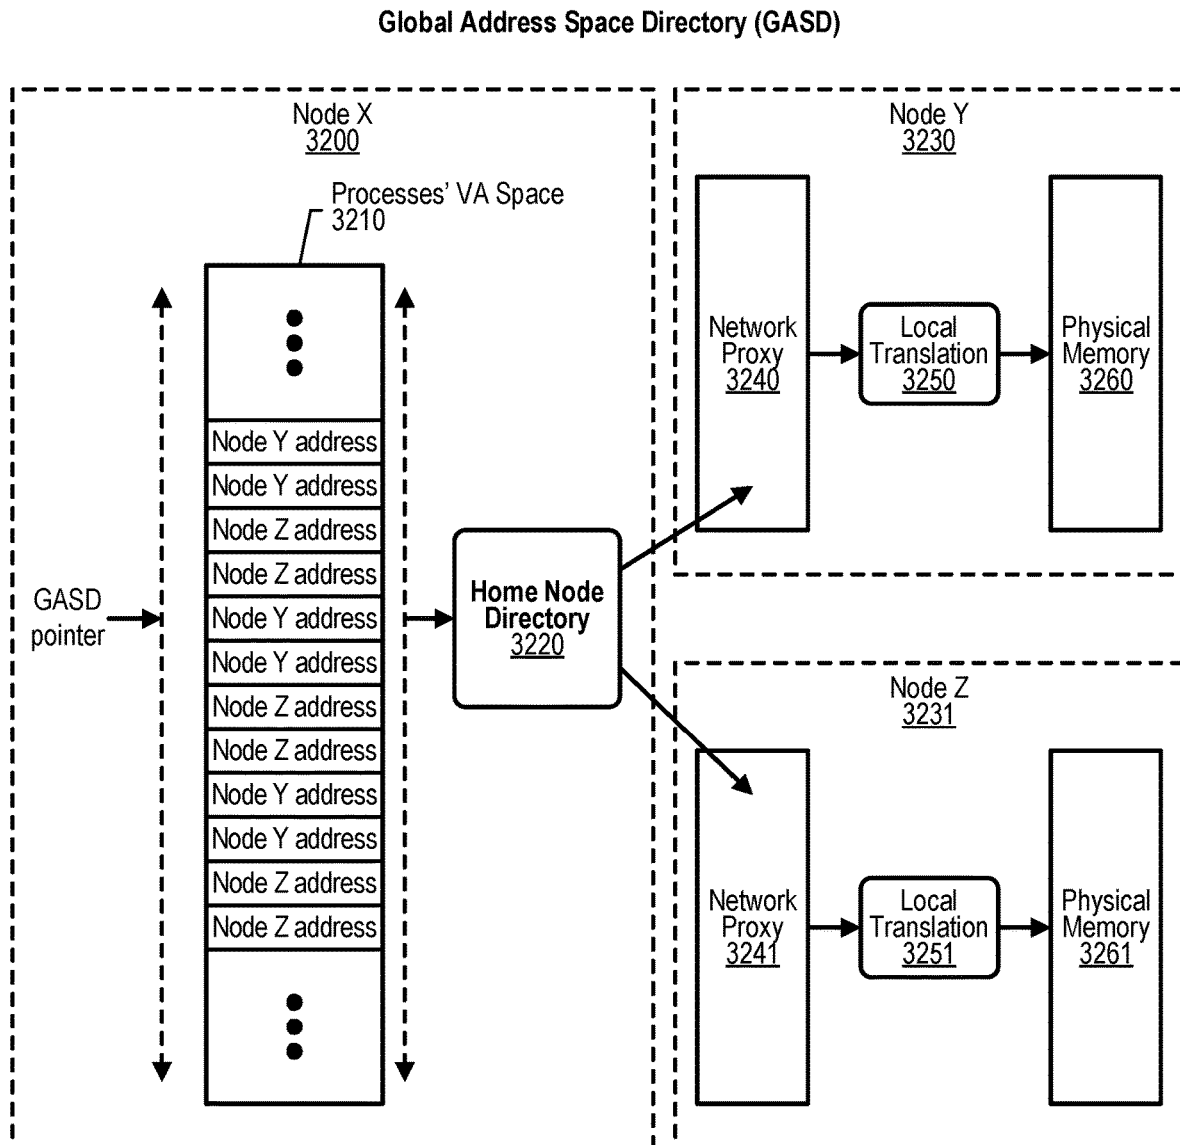 Global Address Space Directory (GASD)
Node X
3200
Processes' VA Space
3210
Node Y address
Node Y address
Node Z address
Node Z address
Node Y address
Node Y address
Node Z address
Node Z address
Node Y address
Node Y address
Node Z address
Node Z address
GASD
pointer
Home Node
Directory
3220
Node Y
3230
Network
Proxy
3240
Local
Translation
3250
Physical
Memory
3260
Node Z
3231
Network
Proxy
3241
Local
Translation
3251
Physical
Memory
3261